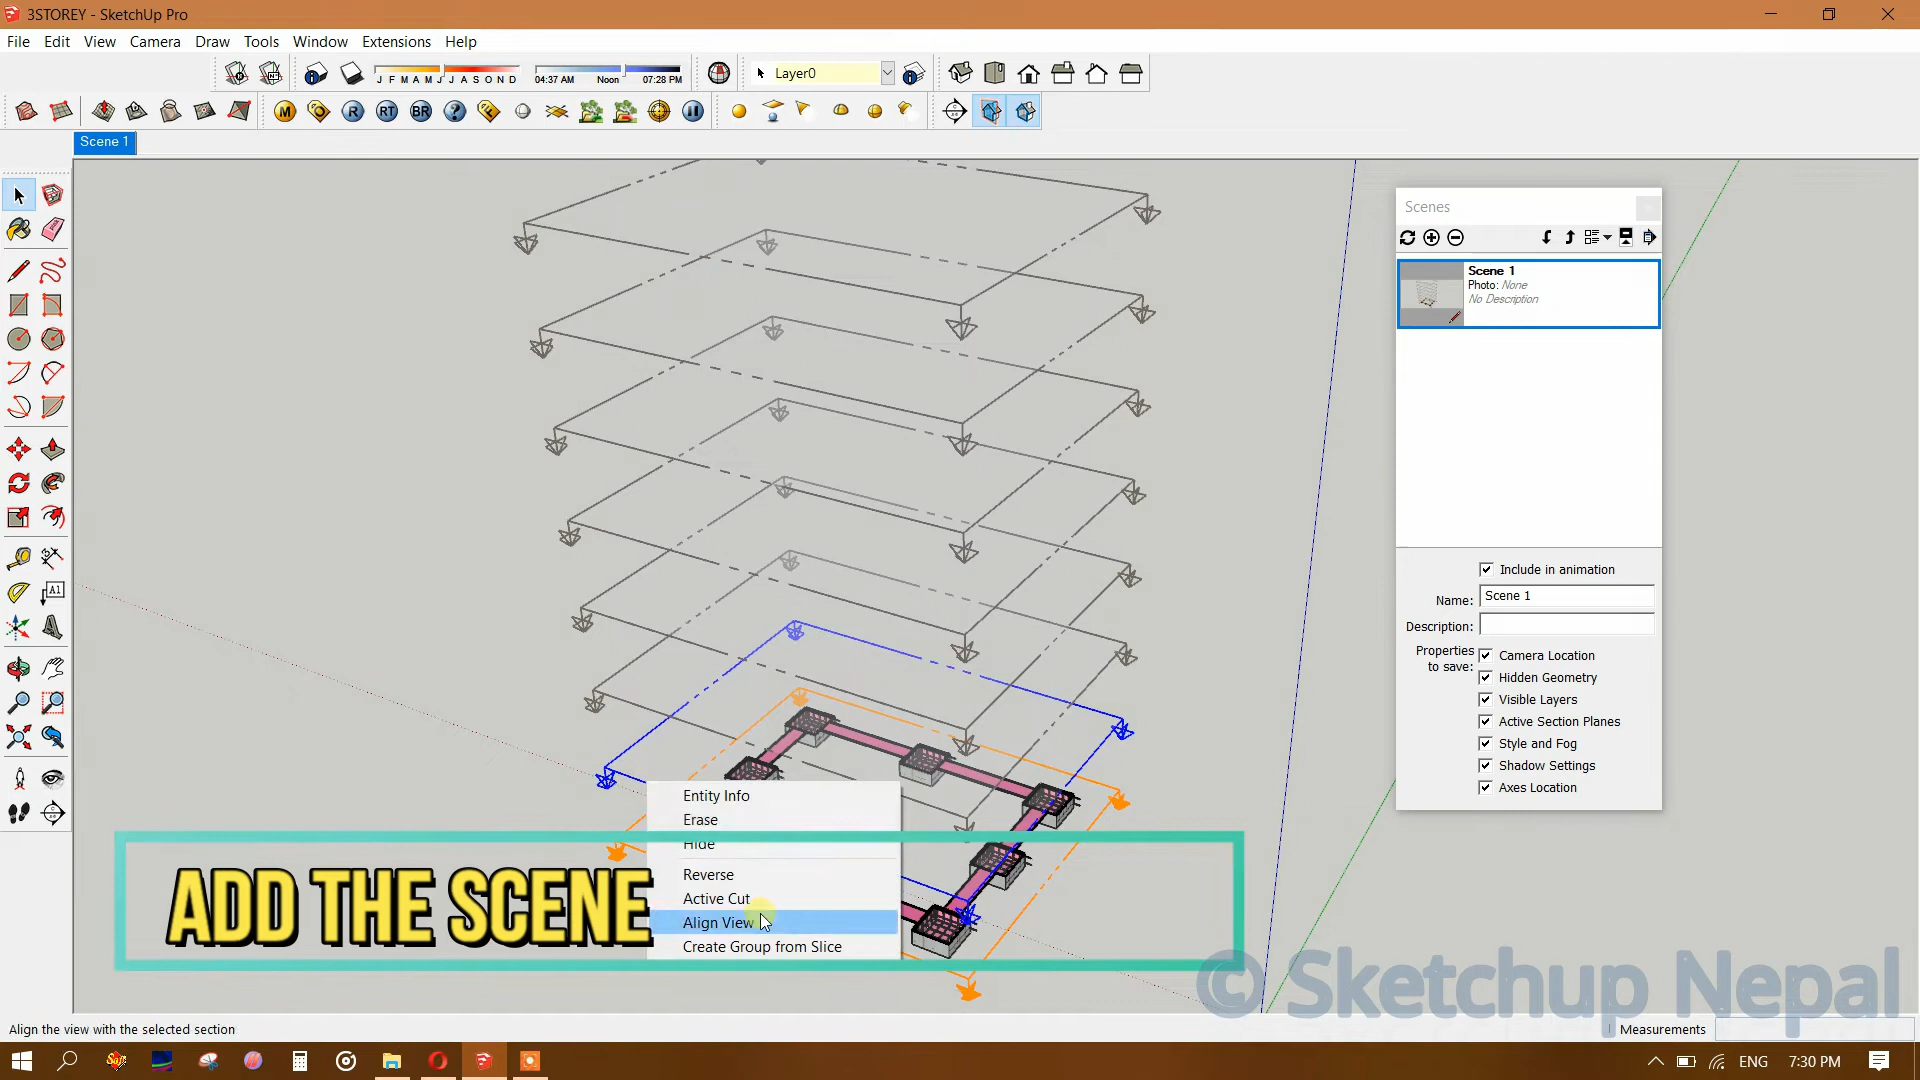 3STOREY - SketchUp Pro
File Edit View Camera Draw Tools Window Extensions Help
J F M A M J J A S O N D
04:37 AM Noon 07:28 PM
Layer0
M R RT BR
Scene 1
A1
Scenes
Scene 1
Photo: None
No Description
Include in animation
Name: Scene 1
Description:
Properties to save:
Camera Location
Hidden Geometry
Visible Layers
Active Section Planes
Style and Fog
Shadow Settings
Axes Location
Entity Info
Erase
Hide
Reverse
Active Cut
Align View
Create Group from Slice
ADD THE SCENE
© Sketchup Nepal
Align the view with the selected section
Measurements
ENG 7:30 PM